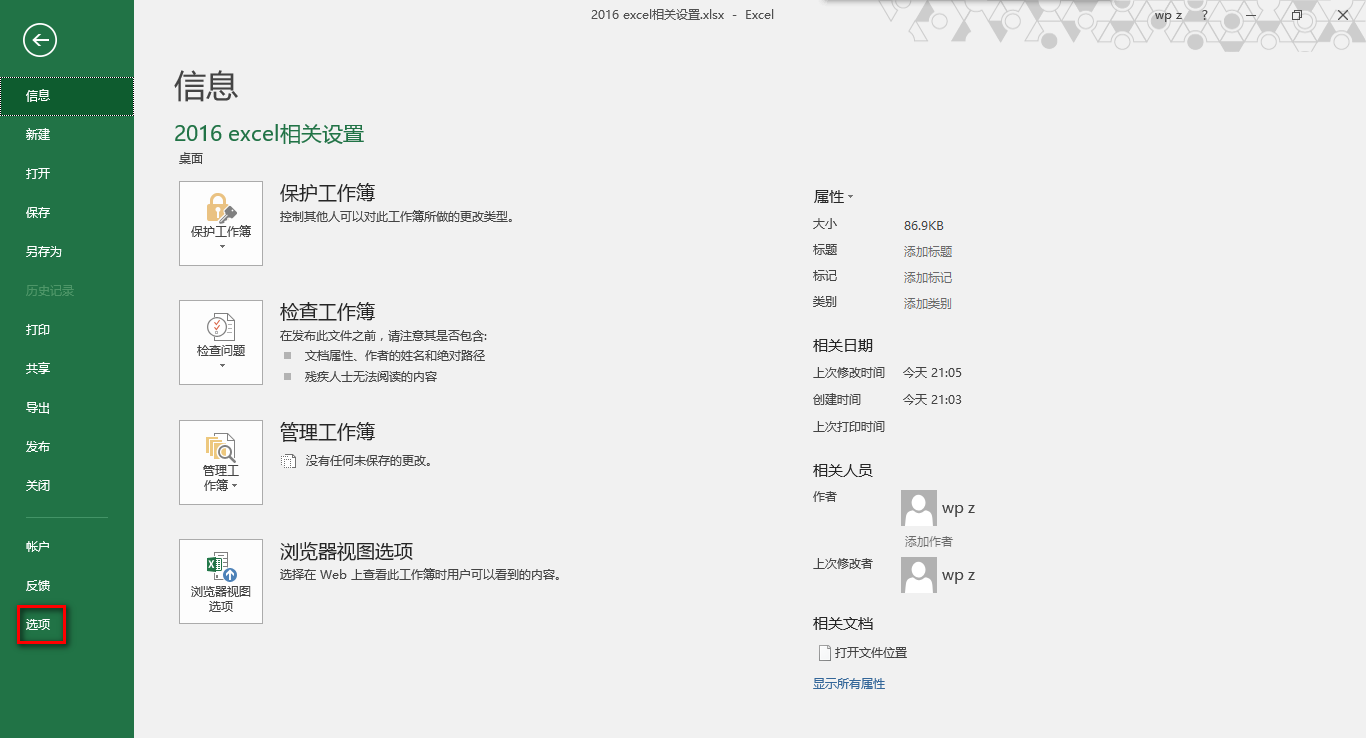 2016 excel相关设置.xlsx - Excel
wp z
?
信息
新建
打开
保存
另存为
历史记录
打印
共享
导出
发布
关闭
帐户
反馈
选项
信息
2016 excel相关设置
桌面
保护工作簿
保护工作簿
控制其他人可以对此工作簿所做的更改类型。
检查问题
检查工作簿
在发布此文件之前，请注意其是否包含:
文档属性、作者的姓名和绝对路径
残疾人士无法阅读的内容
管理工
作簿
管理工作簿
没有任何未保存的更改。
浏览器视图
选项
浏览器视图选项
选择在 Web 上查看此工作簿时用户可以看到的内容。
属性
大小 86.9KB
标题 添加标题
标记 添加标记
类别 添加类别
相关日期
上次修改时间 今天 21:05
创建时间 今天 21:03
上次打印时间
相关人员
作者 wp z
添加作者
上次修改者 wp z
相关文档
打开文件位置
显示所有属性